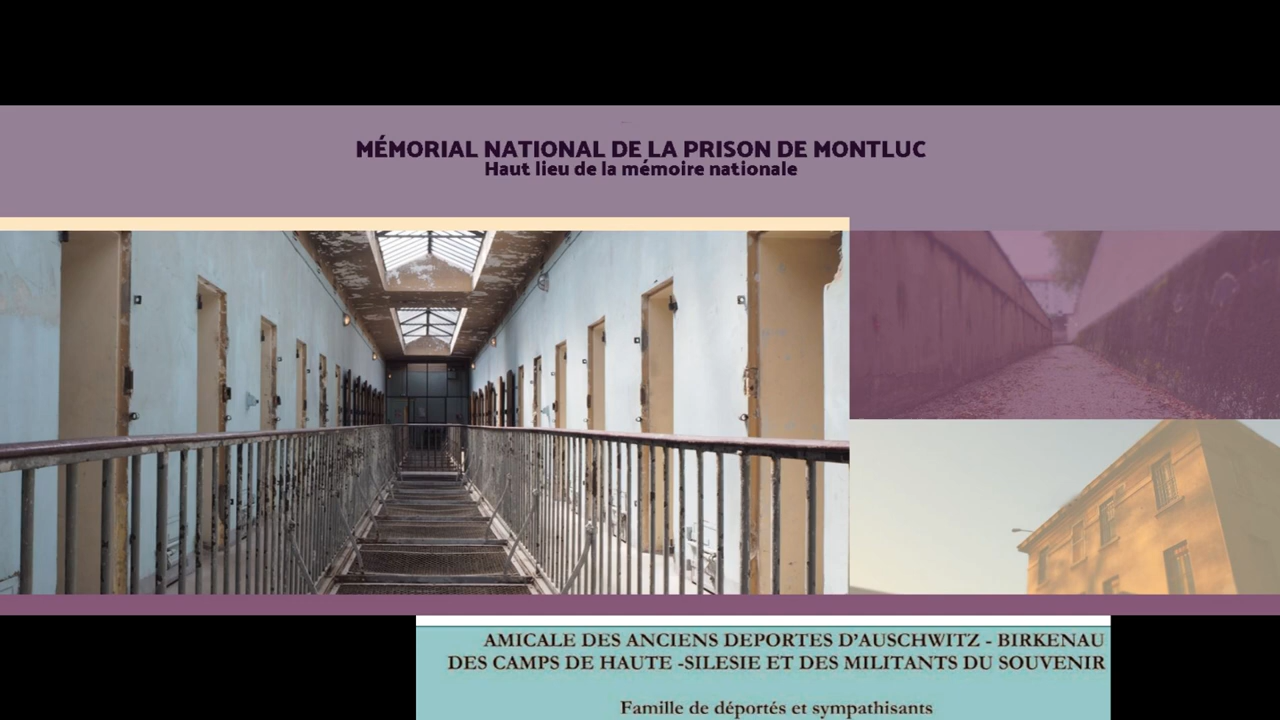 MÉMORIAL NATIONAL DE LA PRISON DE MONTLUC
Haut lieu de la mémoire nationale
AMICALE DES ANCIENS DEPORTES D'AUSCHWITZ - BIRKENAU
DES CAMPS DE HAUTE -SILESIE ET DES MILITANTS DU SOUVENIR
Famille de déportés et sympathisants